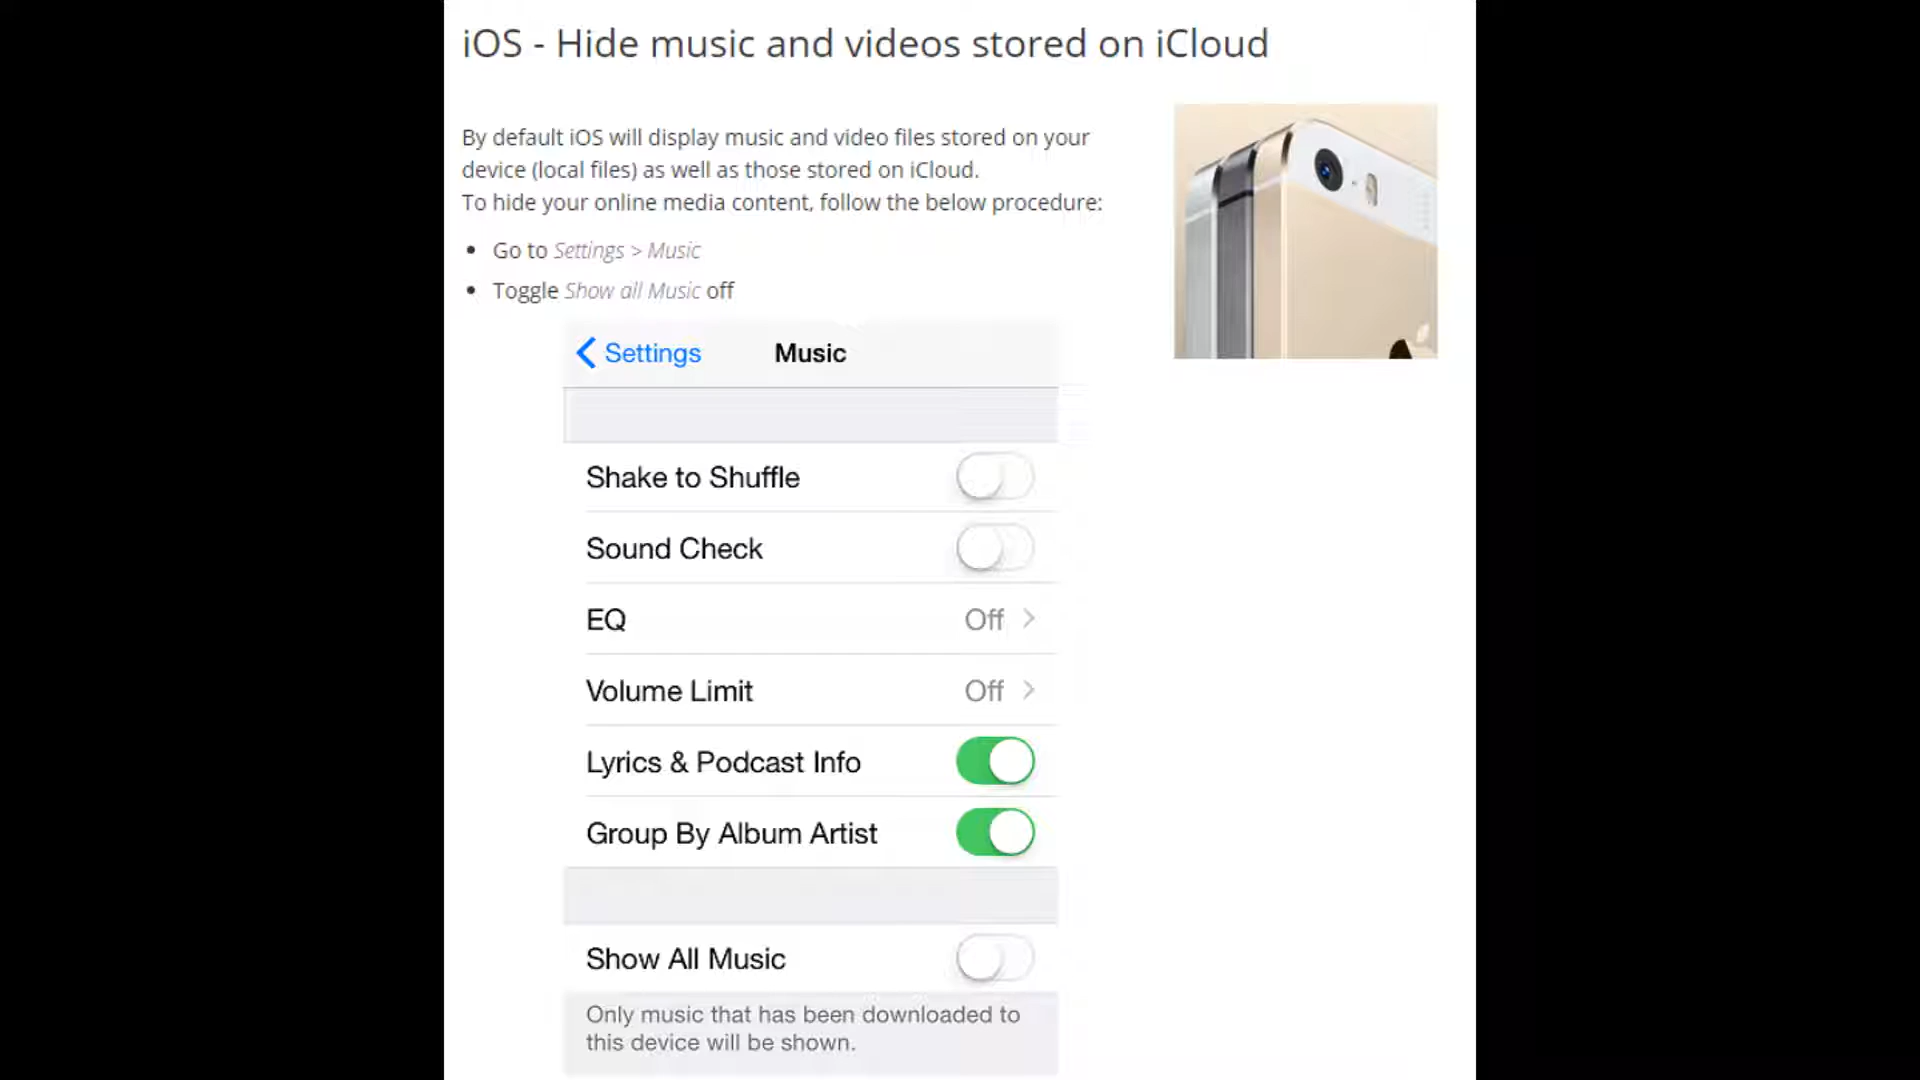 iOS - Hide music and videos stored on iCloud
By default iOS will display music and video files stored on your
device (local files) as well as those stored on iCloud.
To hide your online media content, follow the below procedure:
• Go to Settings > Music
• Toggle Show all Music off
Settings Music
Shake to Shuffle
Sound Check
EQ Off >
Volume Limit Off >
Lyrics & Podcast Info
Group By Album Artist
Show All Music
Only music that has been downloaded to
this device will be shown.